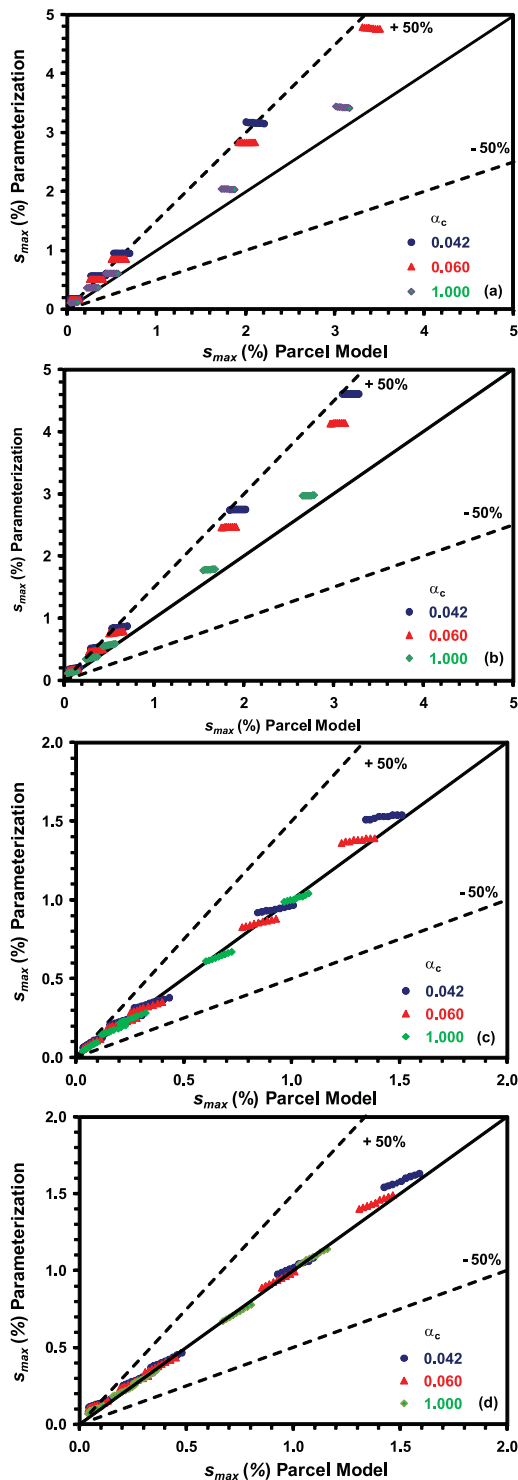 5
+ 50%
4
3
2
- 50%
1
0
s_max (%) Parameterization
α_c
0.042
0.060
1.000
(a)
0 1 2 3 4 5
s_max (%) Parcel Model
5
+ 50%
4
3
2
- 50%
1
0
s_max (%) Parameterization
α_c
0.042
0.060
1.000
(b)
0 1 2 3 4 5
s_max (%) Parcel Model
2.0
+ 50%
1.5
1.0
- 50%
0.5
0.0
s_max (%) Parameterization
α_c
0.042
0.060
1.000
(c)
0.0 0.5 1.0 1.5 2.0
s_max (%) Parcel Model
2.0
+ 50%
1.5
1.0
- 50%
0.5
0.0
s_max (%) Parameterization
α_c
0.042
0.060
1.000
(d)
0.0 0.5 1.0 1.5 2.0
s_max (%) Parcel Model